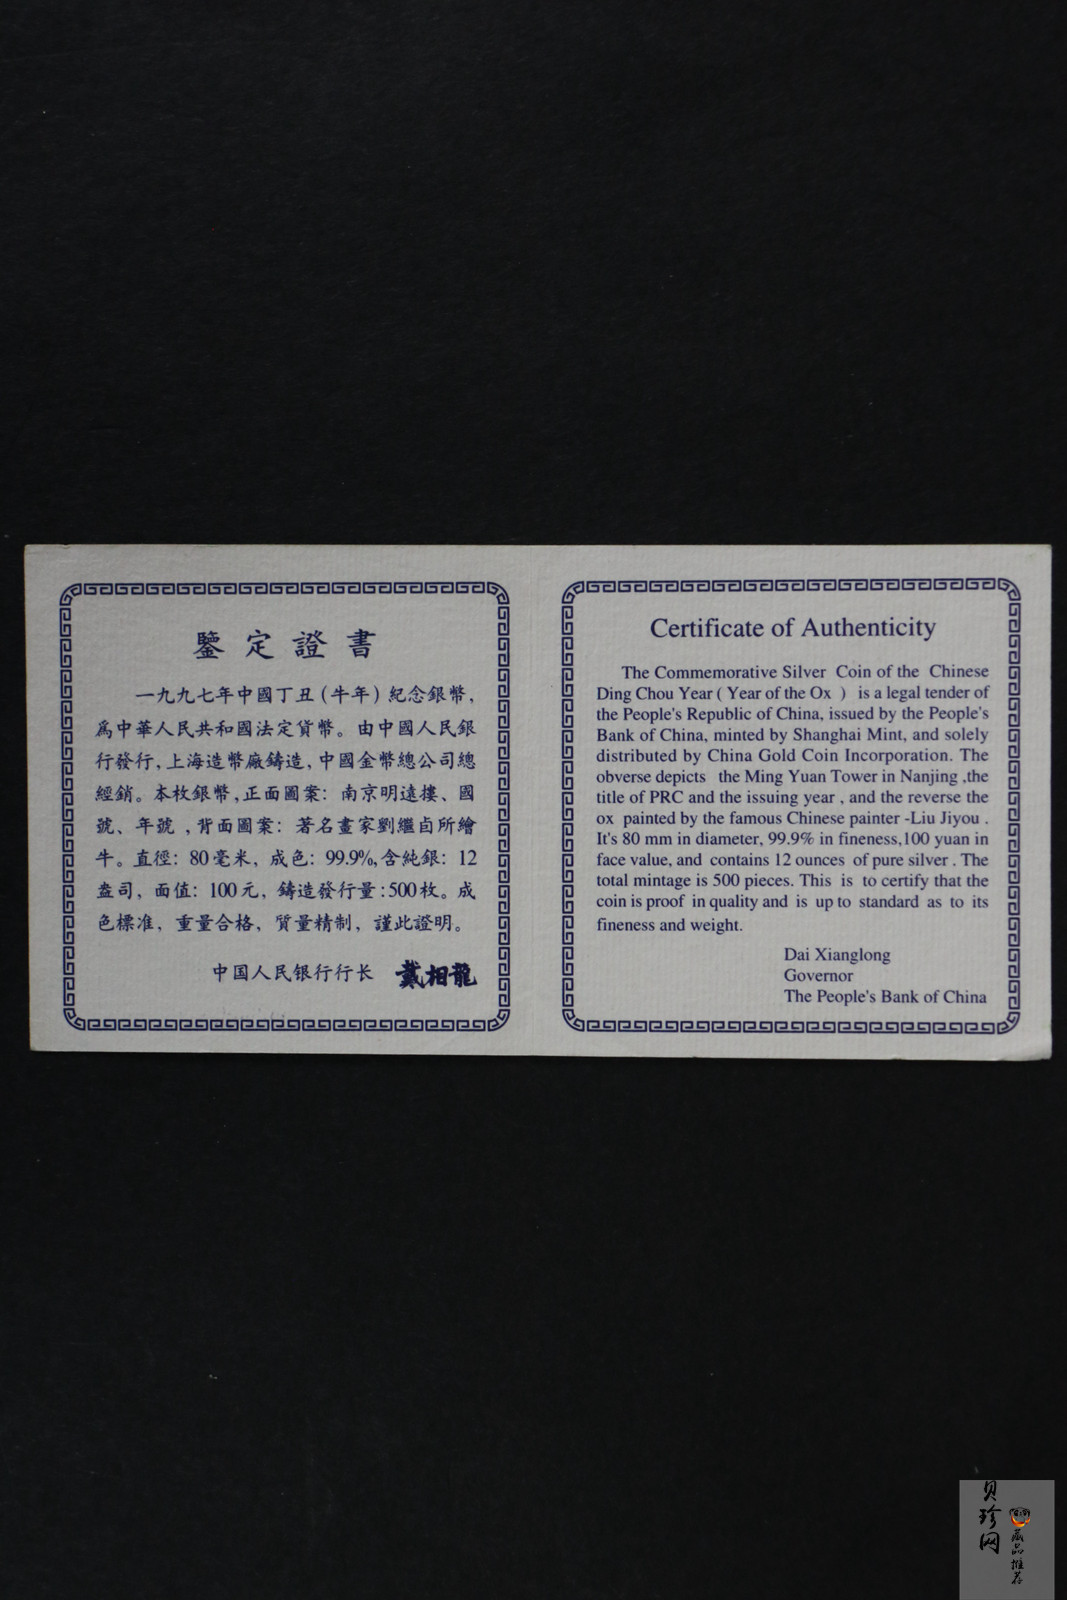 鑒定證書
一九九七年中國丁丑(牛年)紀念銀幣,
爲中華人民共和國法定貨幣。由中國人民銀
行發行,上海造幣廠鑄造,中國金幣總公司總
經銷。本枚銀幣,正面圖案:南京明遠樓、國
號、年號,背面圖案:著名畫家劉繼卣所繪
牛。直徑:80毫米,成色:99.9%,含純銀:12
盎司,面值:100元,鑄造發行量:500枚。成
色標准,重量合格,質量精制,謹此證明。
中国人民银行行长 戴相龍
Certificate of Authenticity
The Commemorative Silver Coin of the Chinese
Ding Chou Year ( Year of the Ox ) is a legal tender of
the People's Republic of China, issued by the People's
Bank of China, minted by Shanghai Mint, and solely
distributed by China Gold Coin Incorporation. The
obverse depicts the Ming Yuan Tower in Nanjing ,the
title of PRC and the issuing year , and the reverse the
ox painted by the famous Chinese painter -Liu Jiyou .
It's 80 mm in diameter, 99.9% in fineness,100 yuan in
face value, and contains 12 ounces of pure silver . The
total mintage is 500 pieces. This is to certify that the
coin is proof in quality and is up to standard as to its
fineness and weight.
Dai Xianglong
Governor
The People's Bank of China
贝珍网
藏品推荐